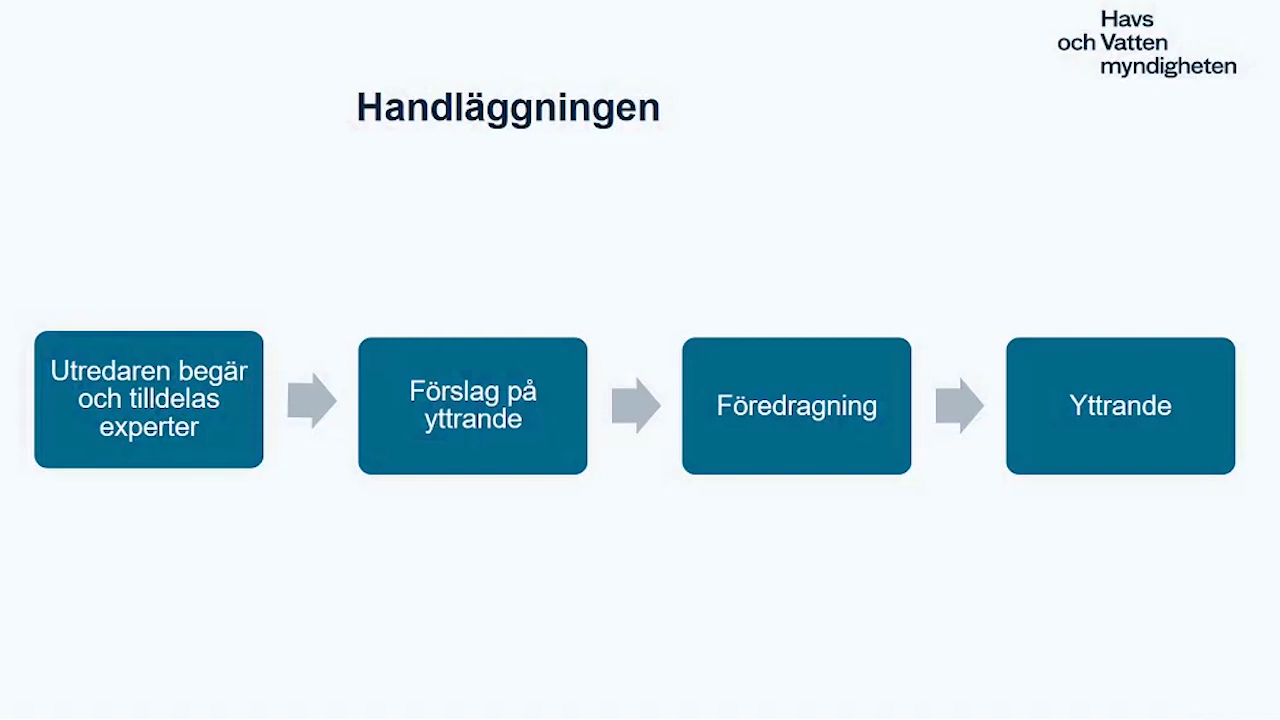 Havs
och Vatten
myndigheten
Handläggningen
Utredaren begär
och tilldelas
experter
Förslag på
yttrande
Föredragning
Yttrande